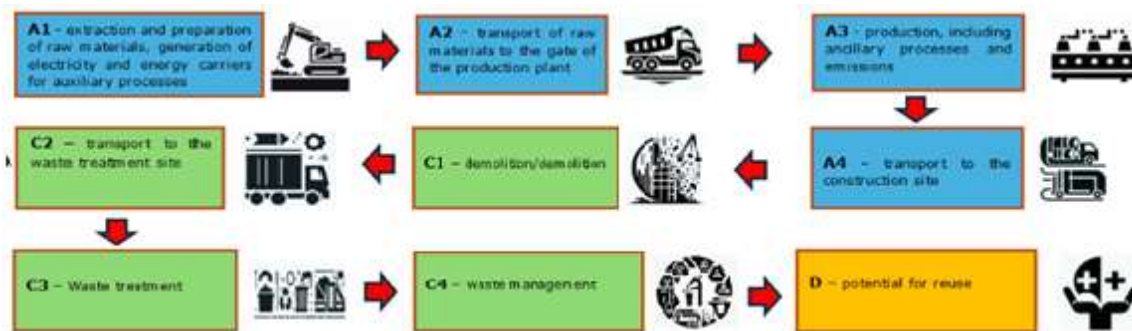 A1 - extraction and preparation
of raw materials, generation of
electricity and energy carriers
for auxiliary processes
A2 - transport of raw
materials to the gate of
the production plant
A3 - production, including
ancillary processes and
emissions
C2 – transport to the
waste treatment site
C1 – demolition/demolition
A4 – transport to the
construction site
C3 – Waste treatment
C4 – waste management
D – potential for reuse